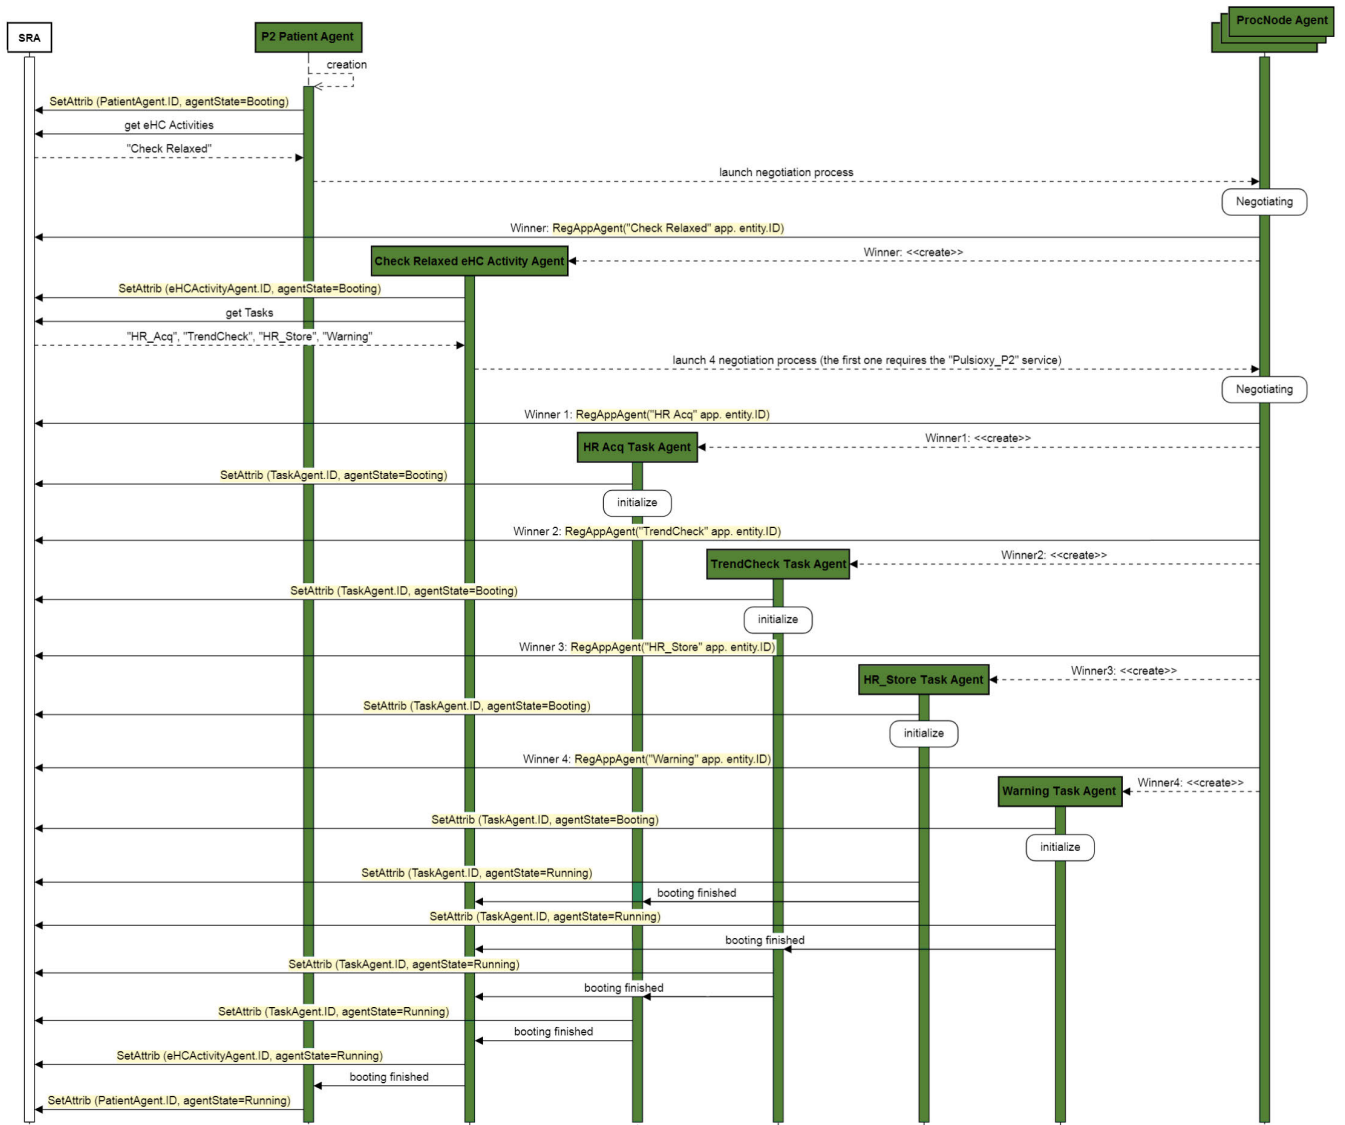 SRA
P2 Patient Agent
ProcNode Agent
creation
SetAttrib (PatientAgent.ID, agentState=Booting)
get eHC Activities
"Check Relaxed"
launch negotiation process
Negotiating
Winner: RegAppAgent("Check Relaxed" app. entity.ID)
Check Relaxed eHC Activity Agent
Winner: <<create>>
SetAttrib (eHCActivityAgent.ID, agentState=Booting)
get Tasks
"HR_Acq", "TrendCheck", "HR_Store", "Warning"
launch 4 negotiation process (the first one requires the "Pulsioxy_P2" service)
Negotiating
Winner 1: RegAppAgent("HR Acq" app. entity.ID)
HR Acq Task Agent
Winner1: <<create>>
SetAttrib (TaskAgent.ID, agentState=Booting)
initialize
Winner 2: RegAppAgent("TrendCheck" app. entity.ID)
TrendCheck Task Agent
Winner2: <<create>>
SetAttrib (TaskAgent.ID, agentState=Booting)
initialize
Winner 3: RegAppAgent("HR_Store" app. entity.ID)
HR_Store Task Agent
Winner3: <<create>>
SetAttrib (TaskAgent.ID, agentState=Booting)
initialize
Winner 4: RegAppAgent("Warning" app. entity.ID)
Warning Task Agent
Winner4: <<create>>
SetAttrib (TaskAgent.ID, agentState=Booting)
initialize
SetAttrib (TaskAgent.ID, agentState=Running)
booting finished
SetAttrib (TaskAgent.ID, agentState=Running)
booting finished
SetAttrib (TaskAgent.ID, agentState=Running)
booting finished
SetAttrib (TaskAgent.ID, agentState=Running)
booting finished
SetAttrib (eHCActivityAgent.ID, agentState=Running)
booting finished
SetAttrib (PatientAgent.ID, agentState=Running)